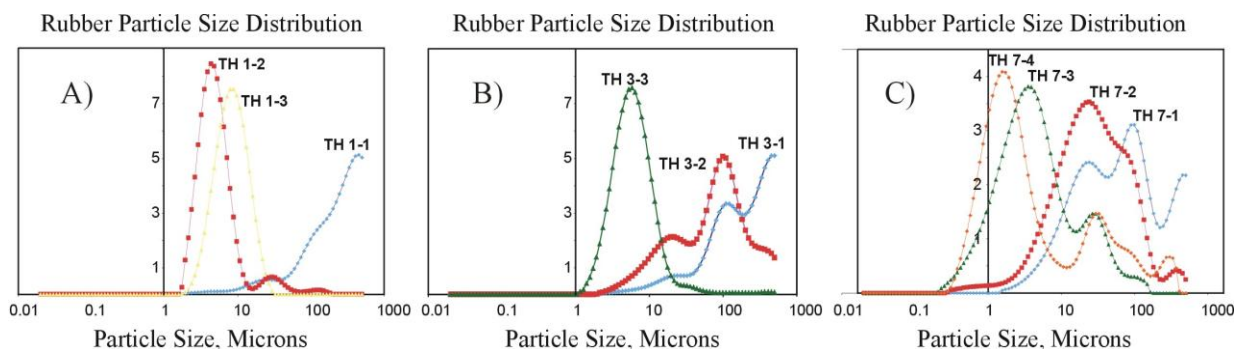 Rubber Particle Size Distribution
A)
TH 1-2
TH 1-3
TH 1-1
7
5
3
1
0.01 0.1 1 10 100 1000
Particle Size, Microns
Rubber Particle Size Distribution
B)
TH 3-3
TH 3-2
TH 3-1
7
5
3
1
0.01 0.1 1 10 100 1000
Particle Size, Microns
Rubber Particle Size Distribution
C)
TH 7-4
TH 7-3
TH 7-2
TH 7-1
4
3
2
1
0.01 0.1 1 10 100 1000
Particle Size, Microns